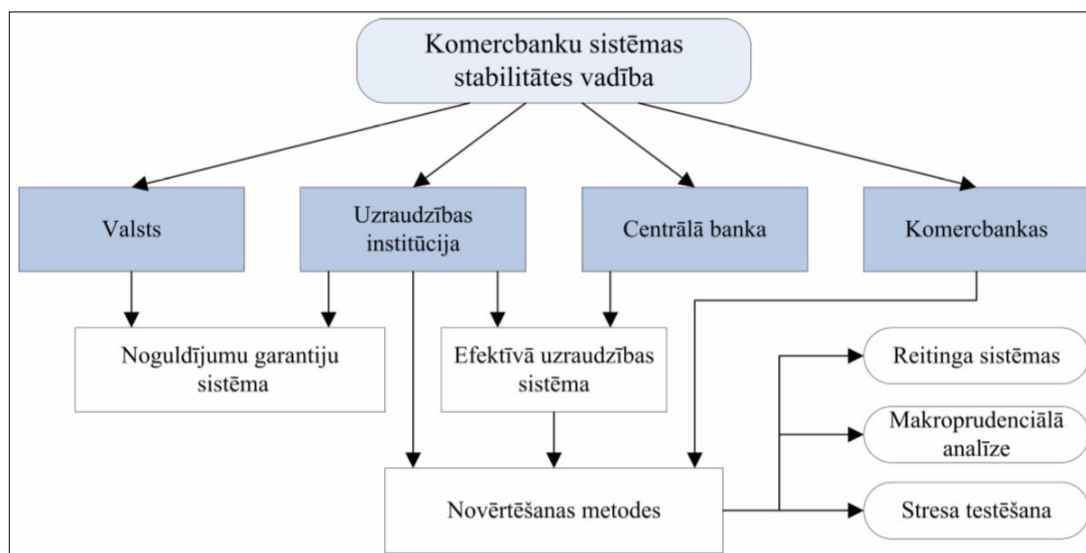 Komercbanku sistēmas
stabilitātes vadība
Valsts
Uzraudzības
institūcija
Centrālā banka
Komercbankas
Noguldījumu garantiju
sistēma
Efektīvā uzraudzības
sistēma
Reitinga sistēmas
Makroprudenciālā
analīze
Novērtēšanas metodes
Stresa testēšana